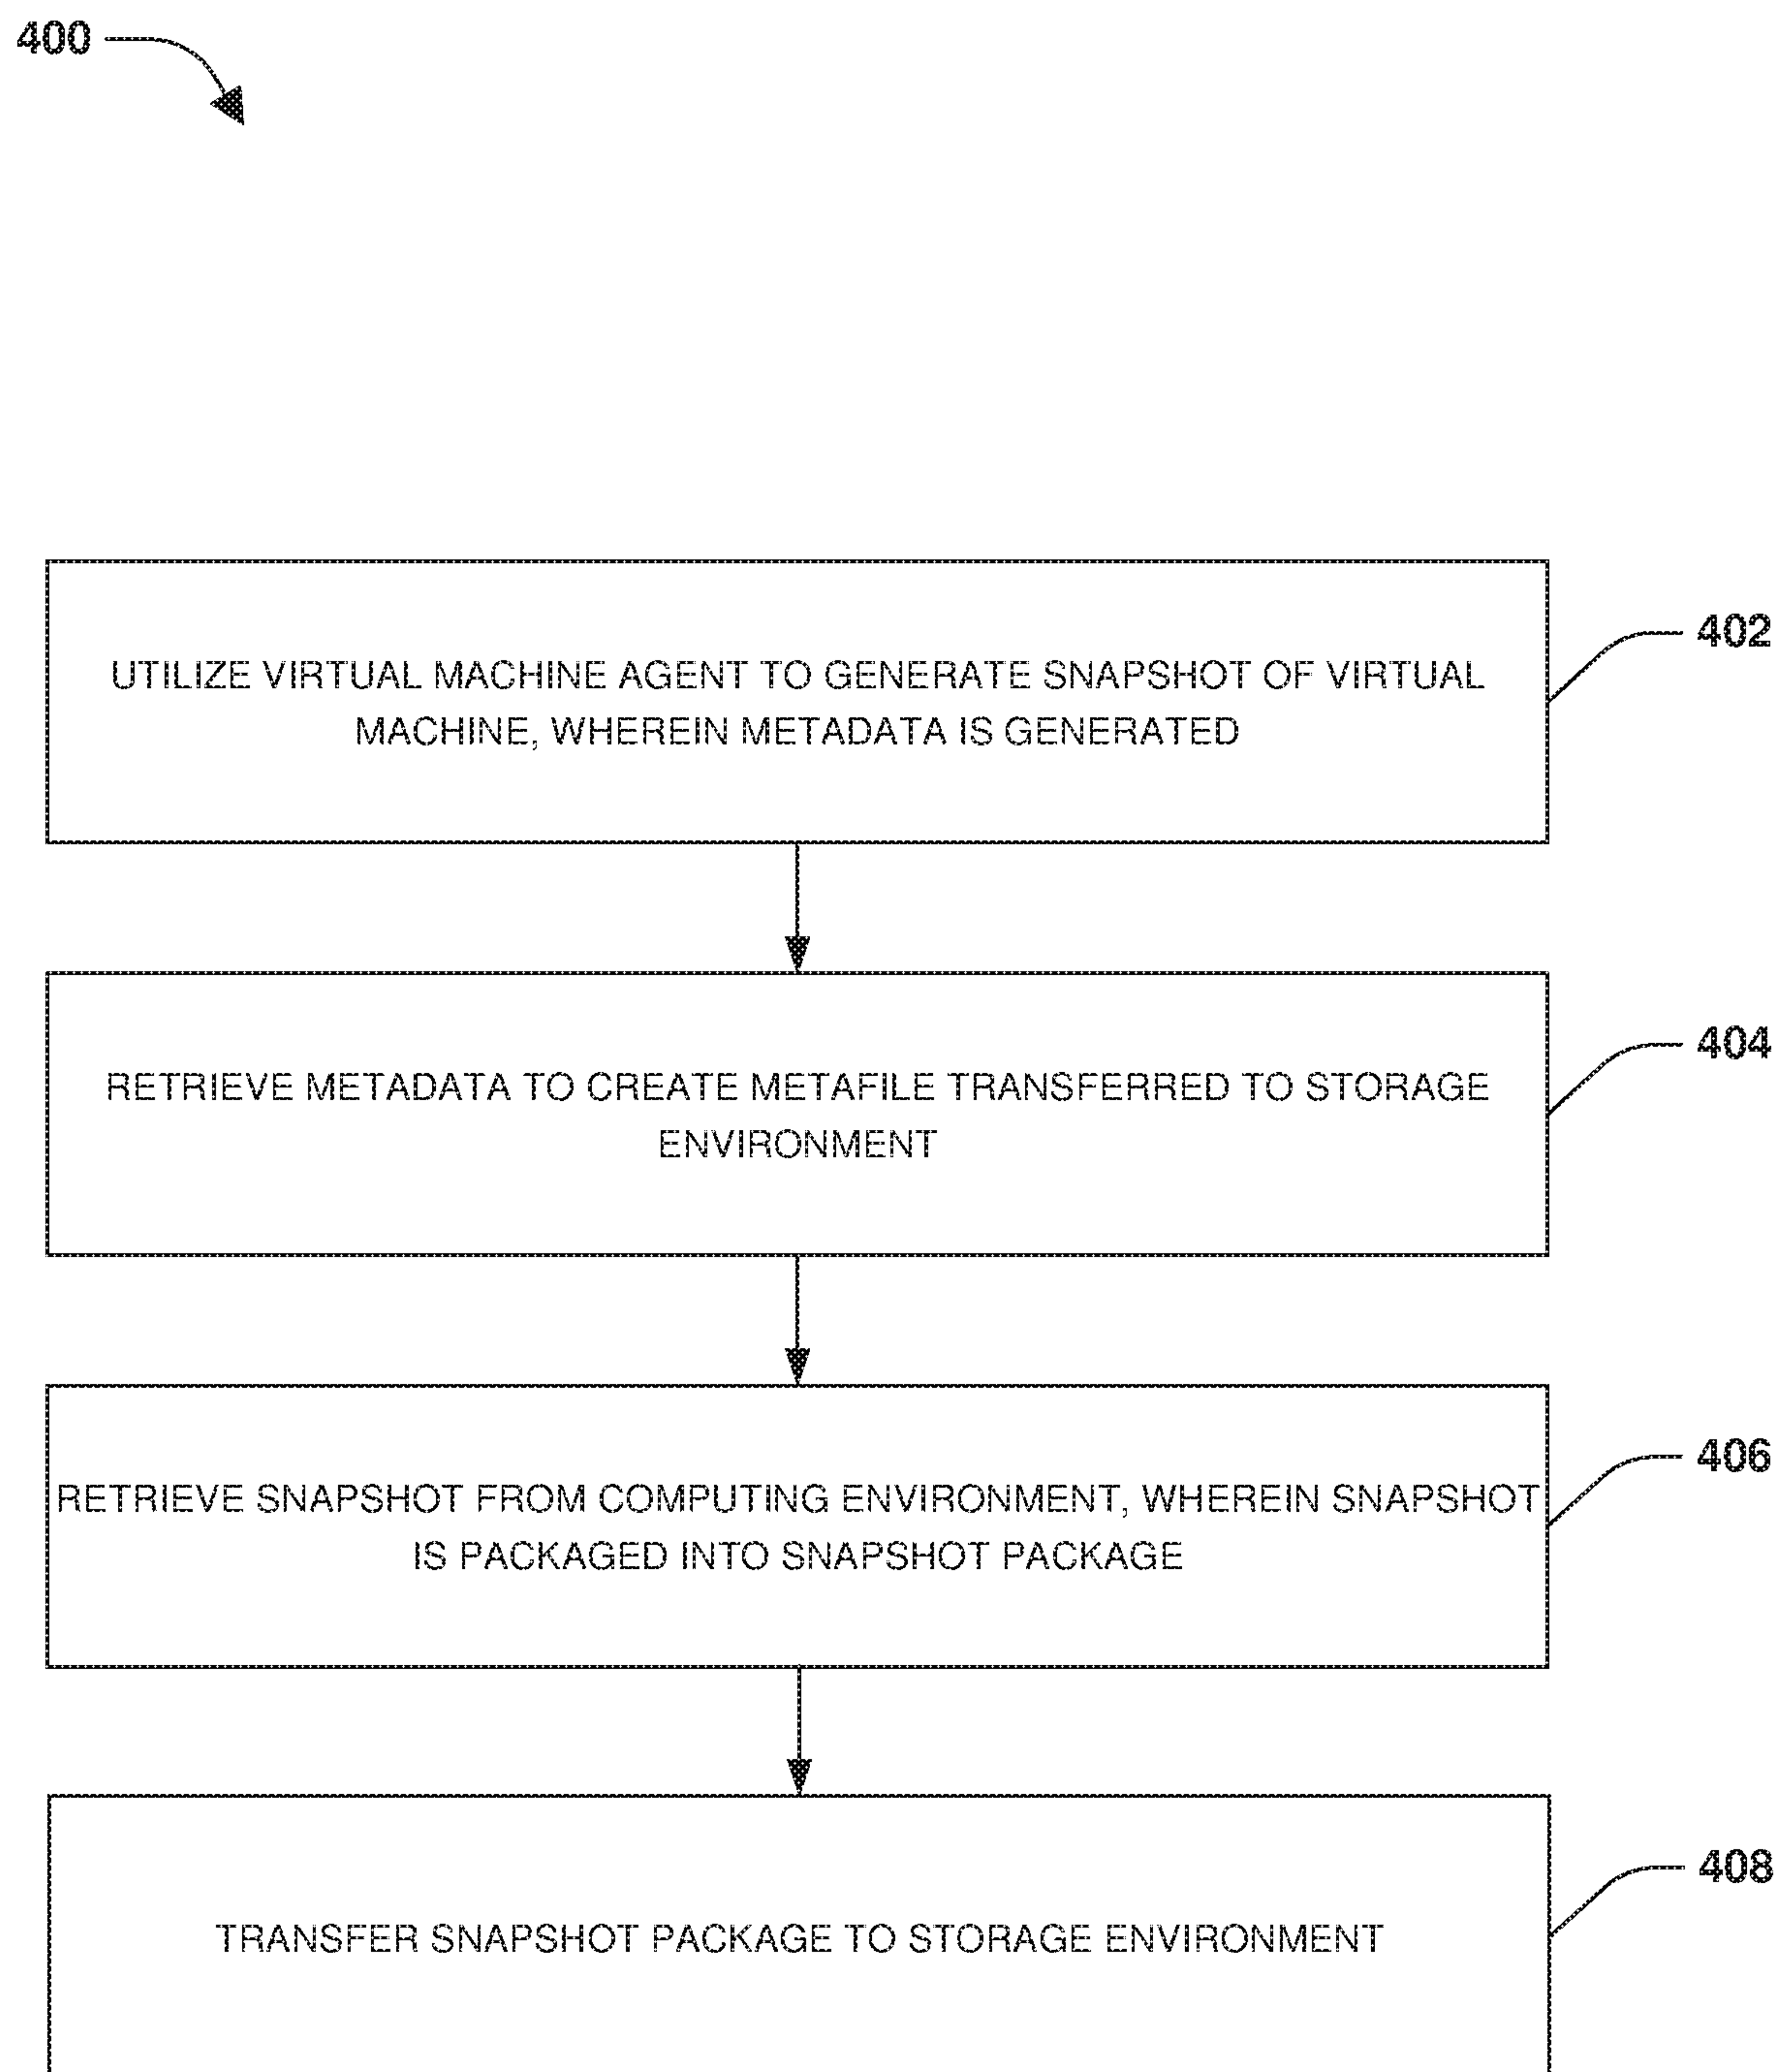 400
UTILIZE VIRTUAL MACHINE AGENT TO GENERATE SNAPSHOT OF VIRTUAL
MACHINE, WHEREIN METADATA IS GENERATED
402
RETRIEVE METADATA TO CREATE METAFILE TRANSFERRED TO STORAGE
ENVIRONMENT
404
RETRIEVE SNAPSHOT FROM COMPUTING ENVIRONMENT, WHEREIN SNAPSHOT
IS PACKAGED INTO SNAPSHOT PACKAGE
406
TRANSFER SNAPSHOT PACKAGE TO STORAGE ENVIRONMENT
408